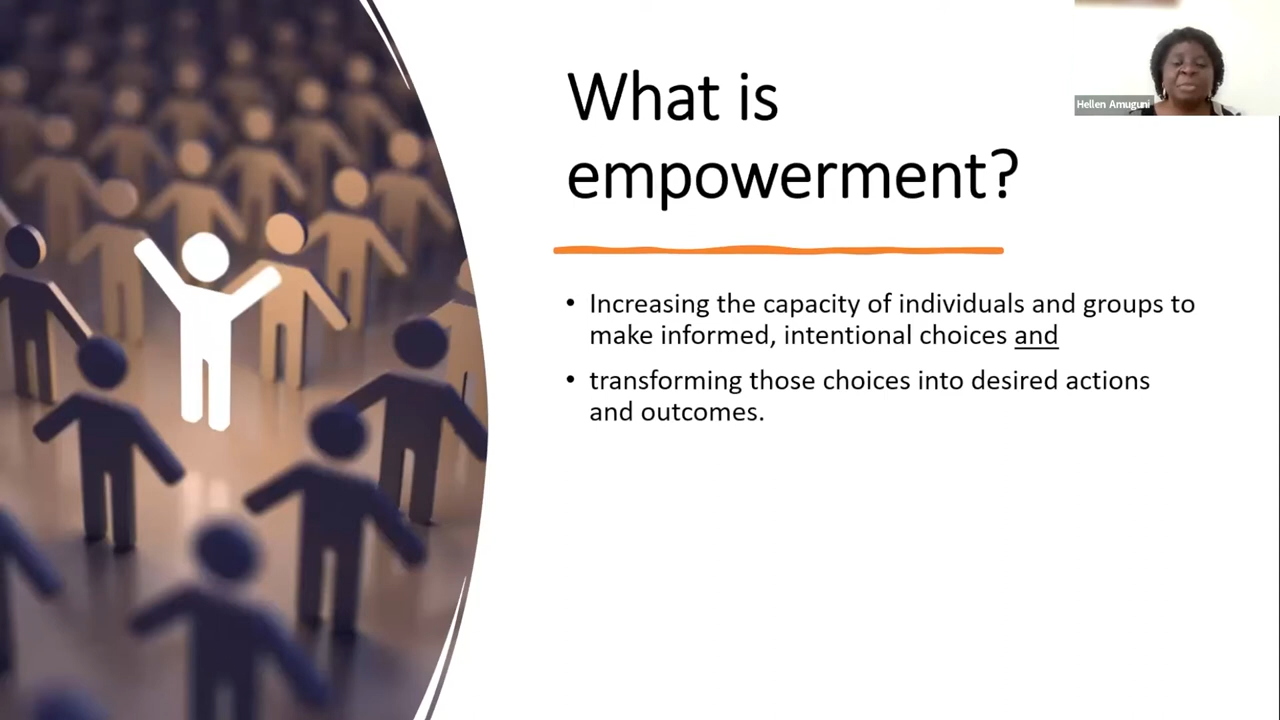 What is
empowerment?
Hellen Amuguni
• Increasing the capacity of individuals and groups to
make informed, intentional choices and
• transforming those choices into desired actions
and outcomes.